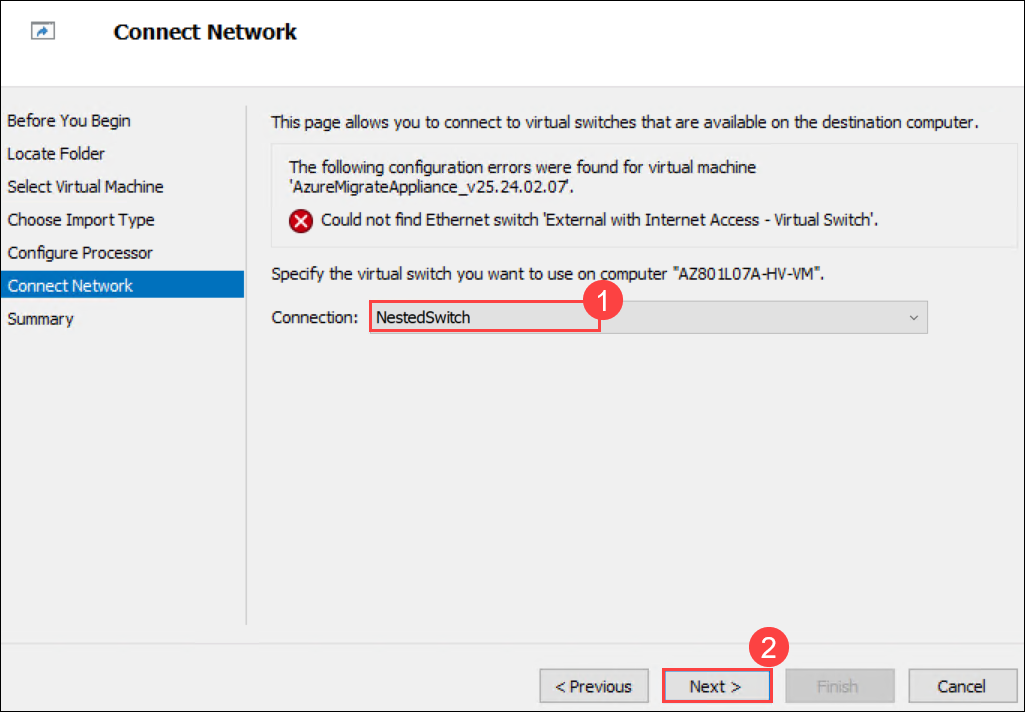 Connect Network
Before You Begin
Locate Folder
Select Virtual Machine
Choose Import Type
Configure Processor
Connect Network
Summary
This page allows you to connect to virtual switches that are available on the destination computer.
The following configuration errors were found for virtual machine
'AzureMigrateAppliance_v25.24.02.07'.
Could not find Ethernet switch 'External with Internet Access - Virtual Switch'.
Specify the virtual switch you want to use on computer "AZ801L07A-HV-VM".
1
Connection: NestedSwitch
2
< Previous Next > Finish Cancel